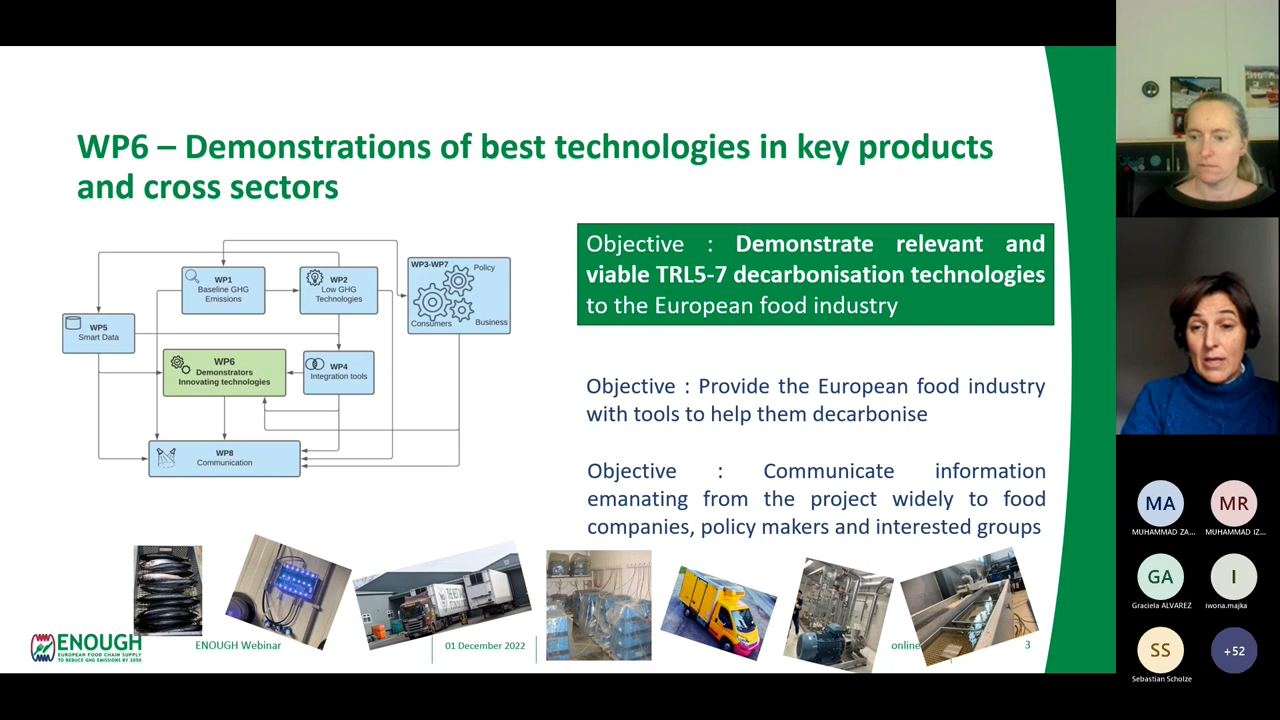 WP6 – Demonstrations of best technologies in key products
and cross sectors
WP1
Baseline GHG
Emissions
WP2
Low GHG
Technologies
WP3-WP7
Policy
Consumers
Business
WP5
Smart Data
WP6
Demonstrators
Innovating technologies
WP4
Integration tools
WP8
Communication
Objective : Demonstrate relevant and
viable TRL5-7 decarbonisation technologies
to the European food industry
Objective : Provide the European food industry
with tools to help them decarbonise
Objective : Communicate information
emanating from the project widely to food
companies, policy makers and interested groups
ENOUGH
EUROPEAN FOOD CHAIN SUPPLY
TO REDUCE GHG EMISSIONS BY 2050
ENOUGH Webinar
01 December 2022
online
3
MA
MUHAMMAD ZA...
MR
MUHAMMAD IZ...
GA
Graciela ALVAREZ
I
iwona.majka
SS
Sebastian Scholze
+52